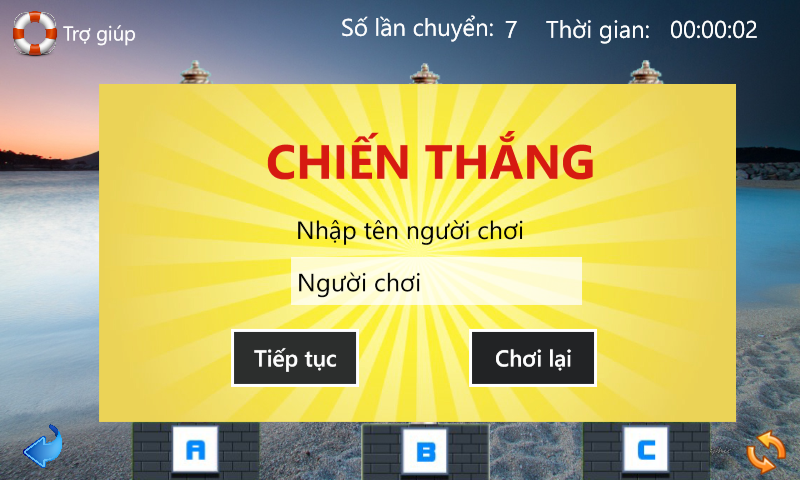 Trợ giúp
Số lần chuyển: 7 Thời gian: 00:00:02
CHIẾN THẮNG
Nhập tên người chơi
Người chơi
Tiếp tục
Chơi lại
A
B
C